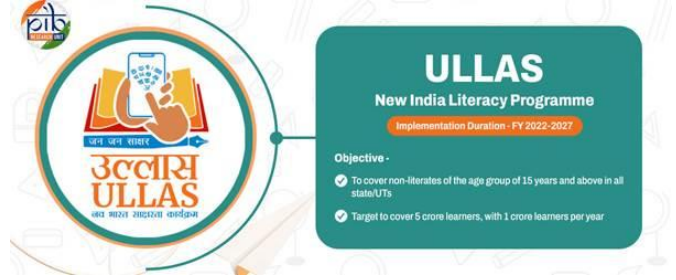 pib
RESEARCH UNIT
जन जन साक्षर
उल्लास
ULLAS
नव भारत साक्षरता कार्यक्रम
ULLAS
New India Literacy Programme
Implementation Duration - FY 2022-2027
Objective -
To cover non-literates of the age group of 15 years and above in all
state/UTs
Target to cover 5 crore learners, with 1 crore learners per year